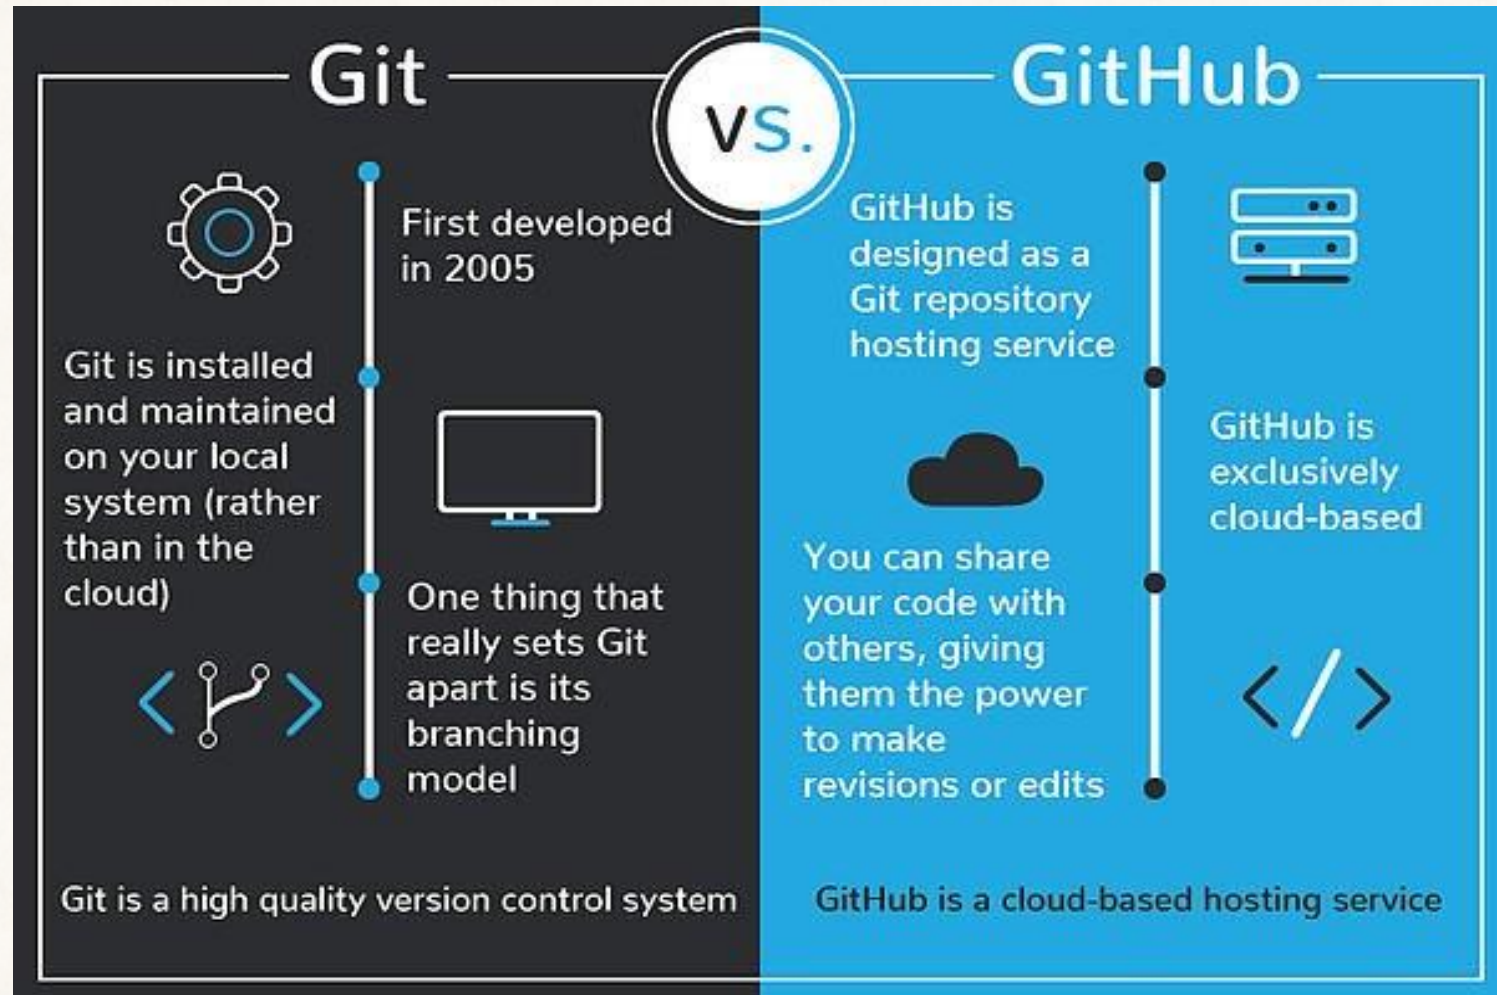 Git
vs.
GitHub
First developed
in 2005
Git is installed
and maintained
on your local
system (rather
than in the
cloud)
One thing that
really sets Git
apart is its
branching
model
Git is a high quality version control system
GitHub is
designed as a
Git repository
hosting service
GitHub is
exclusively
cloud-based
You can share
your code with
others, giving
them the power
to make
revisions or edits
GitHub is a cloud-based hosting service